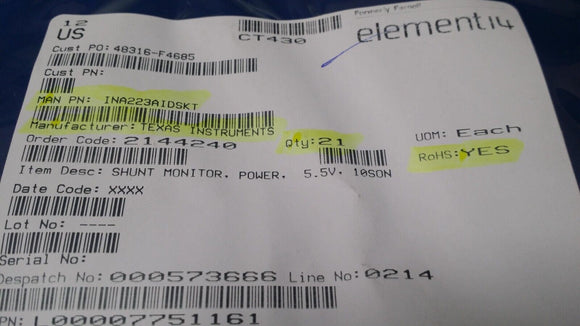 12
US
CT430
Formerly Farnell
element14
Cust PO: 48316-F4685
Cust PN:
MAN PN: INA223AIDSKT
Manufacturer: TEXAS INSTRUMENTS
Order Code: 2144240
Qty: 21
UOM: Each
RoHS: YES
Item Desc: SHUNT MONITOR, POWER, 5.5V, 10SON
Date Code: XXXX
Lot No: ----
Serial No:
Despatch No: 000573666 Line No: 0214
PN: L00007751161